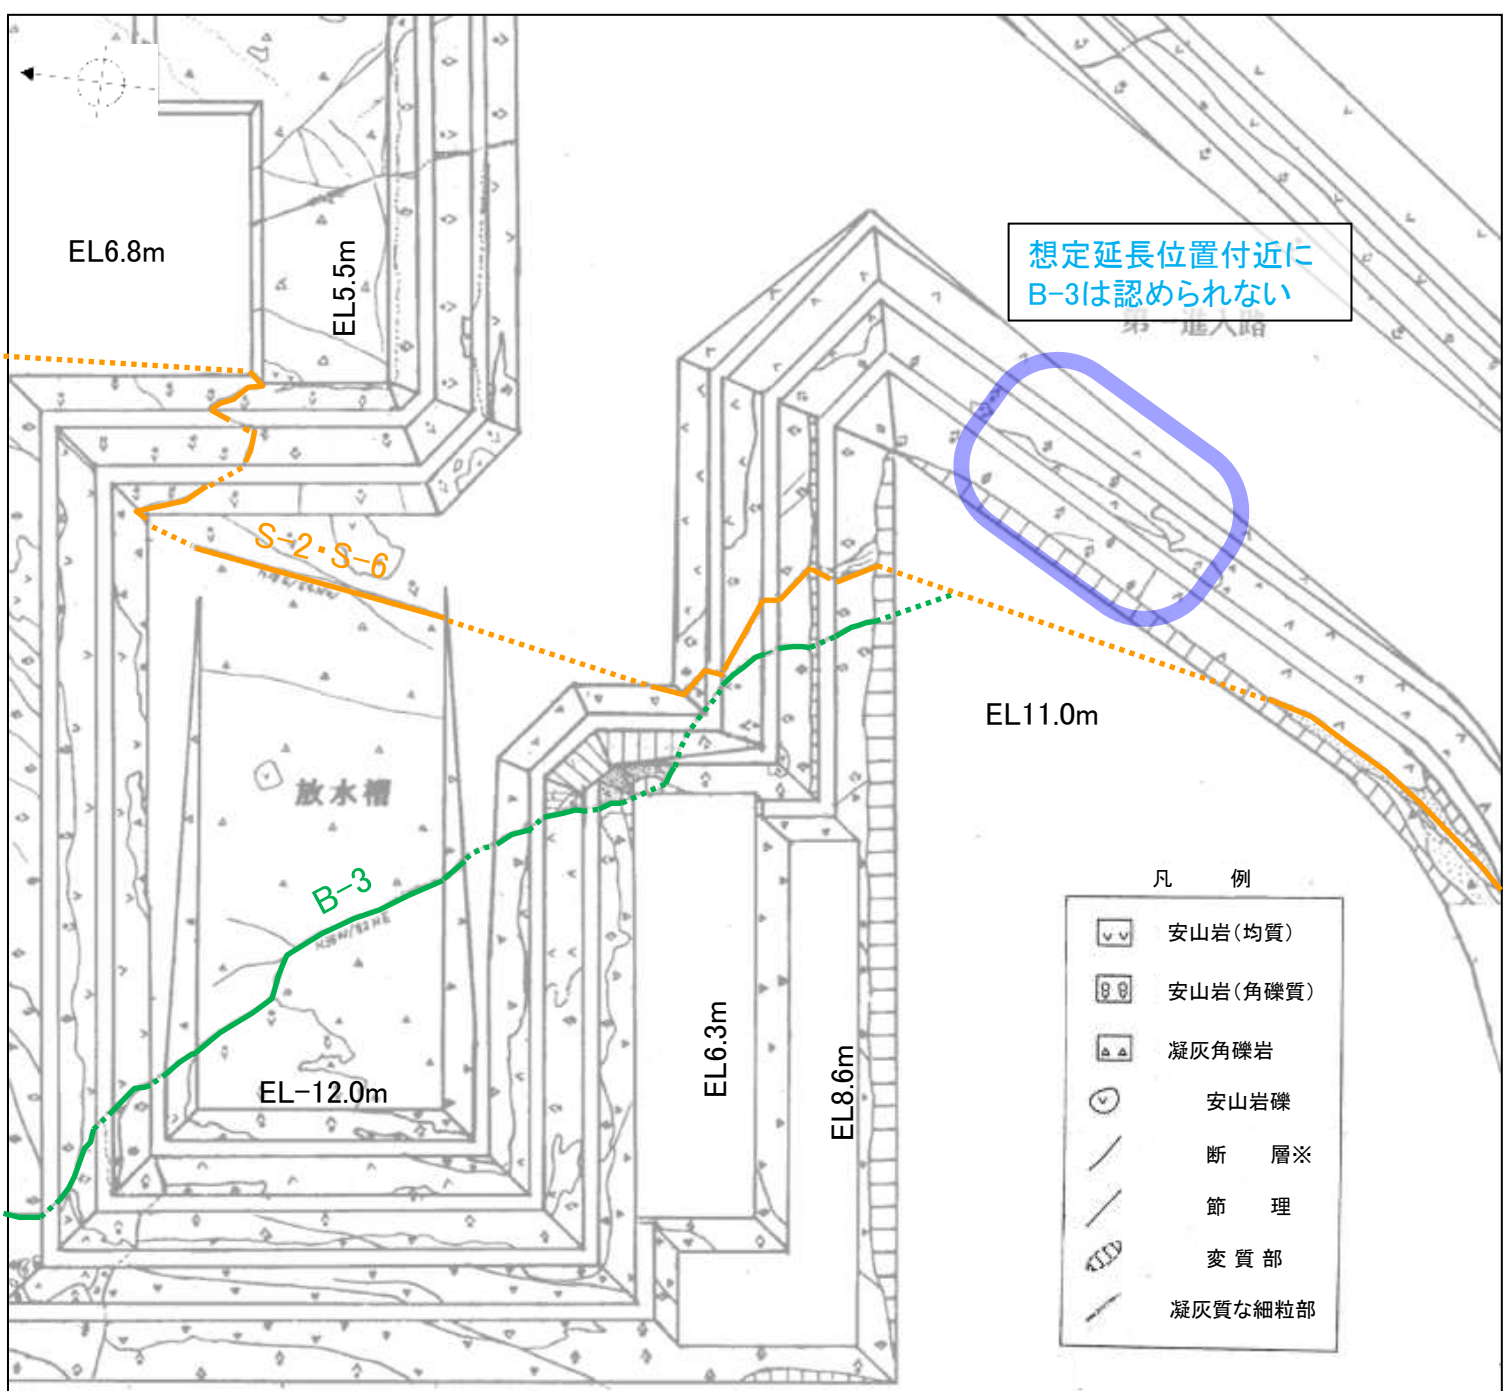 EL6.8m
EL5.5m
想定延長位置付近に
B-3は認められない
第一進入路
S-2・S-6
EL11.0m
放水槽
B-3
N35W/82NE
EL-12.0m
EL6.3m
EL8.6m
凡 例
安山岩(均質)
安山岩(角礫質)
凝灰角礫岩
安山岩礫
断 層※
節 理
変質部
凝灰質な細粒部